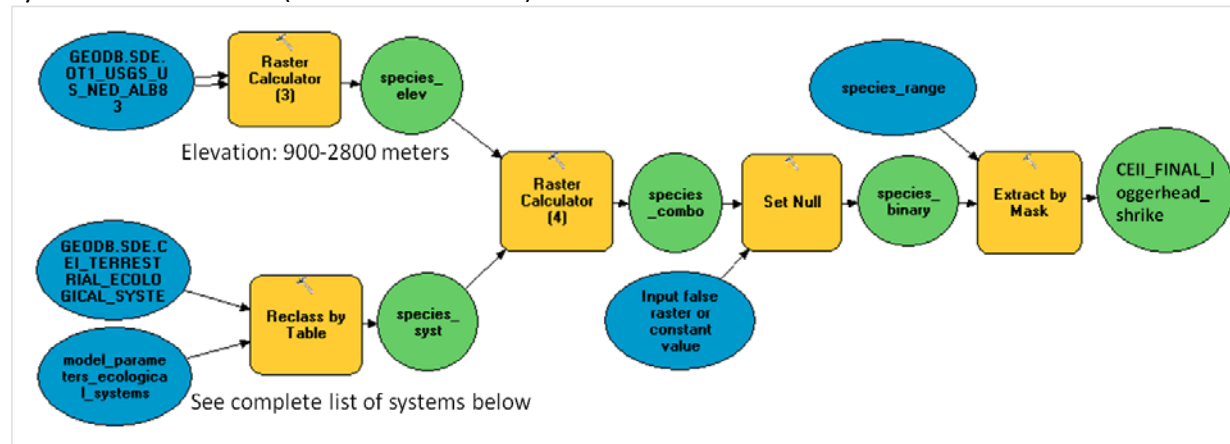 GEODB.SDE.
OT1_USGS_U
S_NED_ALB8
3
Raster
Calculator
(3)
species_
elev
Elevation: 900-2800 meters
species_range
Raster
Calculator
(4)
species
_combo
Set Null
species_
binary
Extract by
Mask
CEII_FINAL_l
oggerhead_
shrike
GEODB.SDE.C
EI_TERREST
RIAL_ECOLO
GICAL_SYSTE
Reclass by
Table
species_
syst
Input false
raster or
constant
value
model_parame
ters_ecologica
l_systems
See complete list of systems below